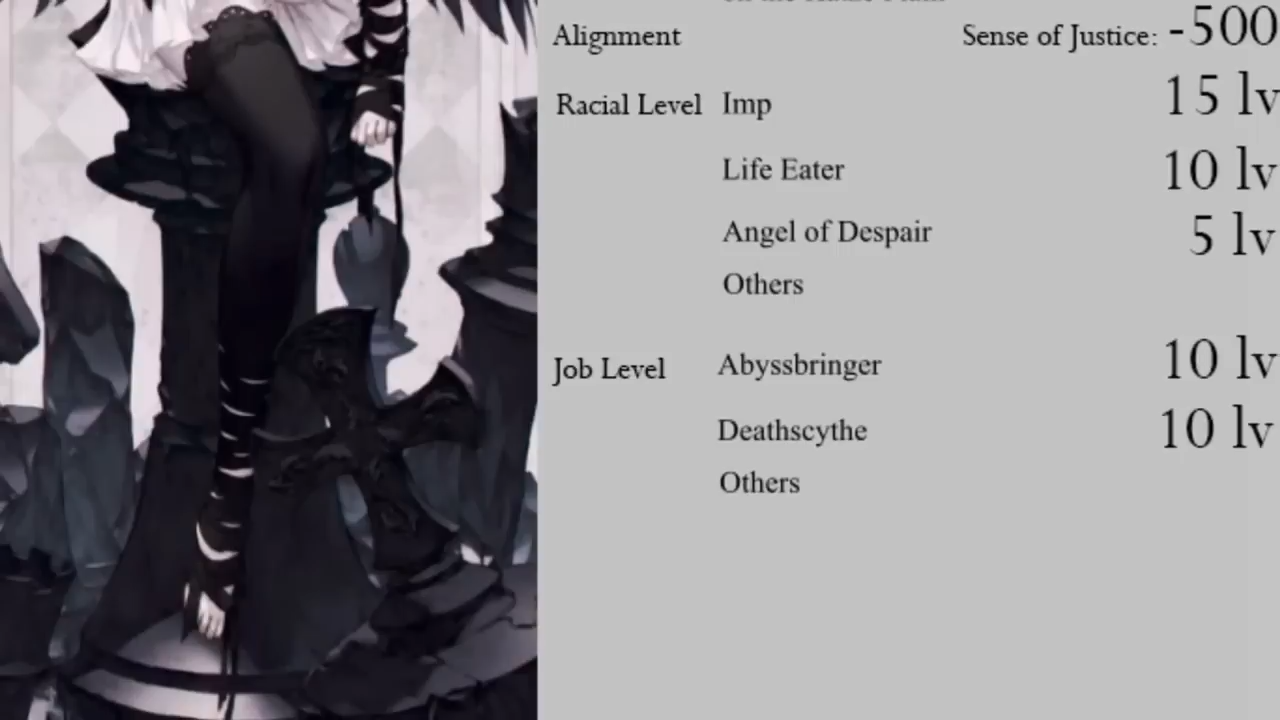 Alignment Sense of Justice: -500
Racial Level Imp 15 lv
Life Eater 10 lv
Angel of Despair 5 lv
Others
Job Level Abyssbringer 10 lv
Deathscythe 10 lv
Others